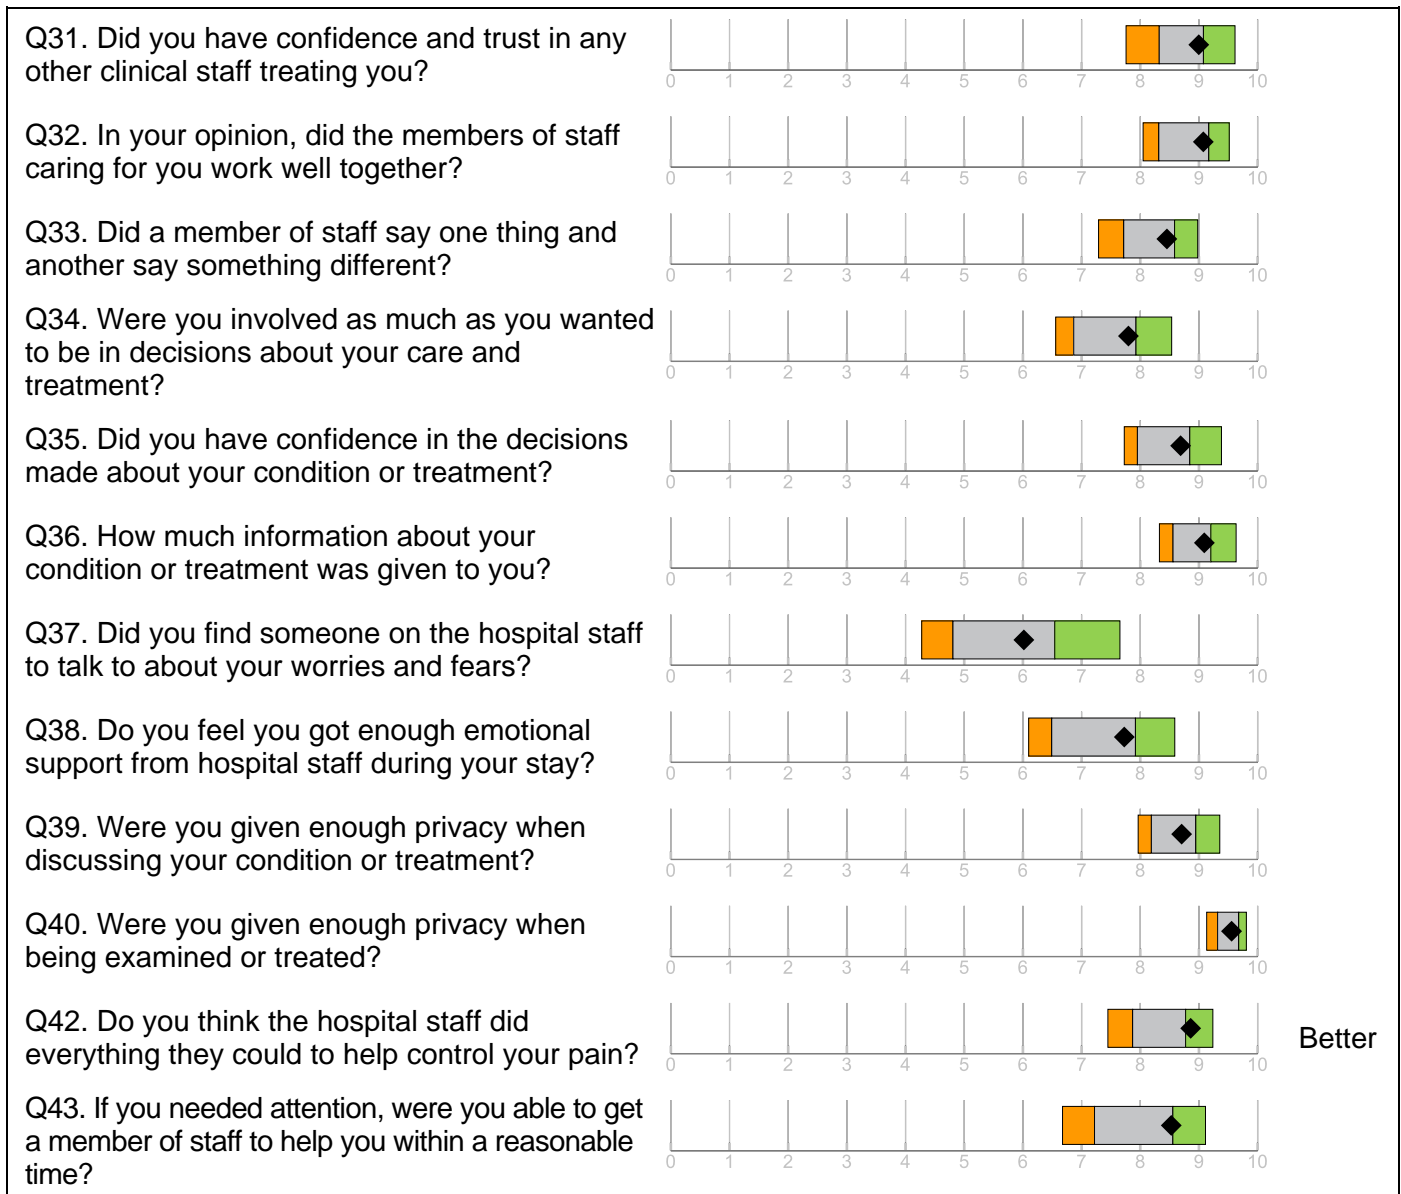 Q31. Did you have confidence and trust in any
other clinical staff treating you?
0 1 2 3 4 5 6 7 8 9 10
Q32. In your opinion, did the members of staff
caring for you work well together?
0 1 2 3 4 5 6 7 8 9 10
Q33. Did a member of staff say one thing and
another say something different?
0 1 2 3 4 5 6 7 8 9 10
Q34. Were you involved as much as you wanted
to be in decisions about your care and
treatment?
0 1 2 3 4 5 6 7 8 9 10
Q35. Did you have confidence in the decisions
made about your condition or treatment?
0 1 2 3 4 5 6 7 8 9 10
Q36. How much information about your
condition or treatment was given to you?
0 1 2 3 4 5 6 7 8 9 10
Q37. Did you find someone on the hospital staff
to talk to about your worries and fears?
0 1 2 3 4 5 6 7 8 9 10
Q38. Do you feel you got enough emotional
support from hospital staff during your stay?
0 1 2 3 4 5 6 7 8 9 10
Q39. Were you given enough privacy when
discussing your condition or treatment?
0 1 2 3 4 5 6 7 8 9 10
Q40. Were you given enough privacy when
being examined or treated?
0 1 2 3 4 5 6 7 8 9 10
Q42. Do you think the hospital staff did
everything they could to help control your pain?
0 1 2 3 4 5 6 7 8 9 10
Better
Q43. If you needed attention, were you able to get
a member of staff to help you within a reasonable
time?
0 1 2 3 4 5 6 7 8 9 10